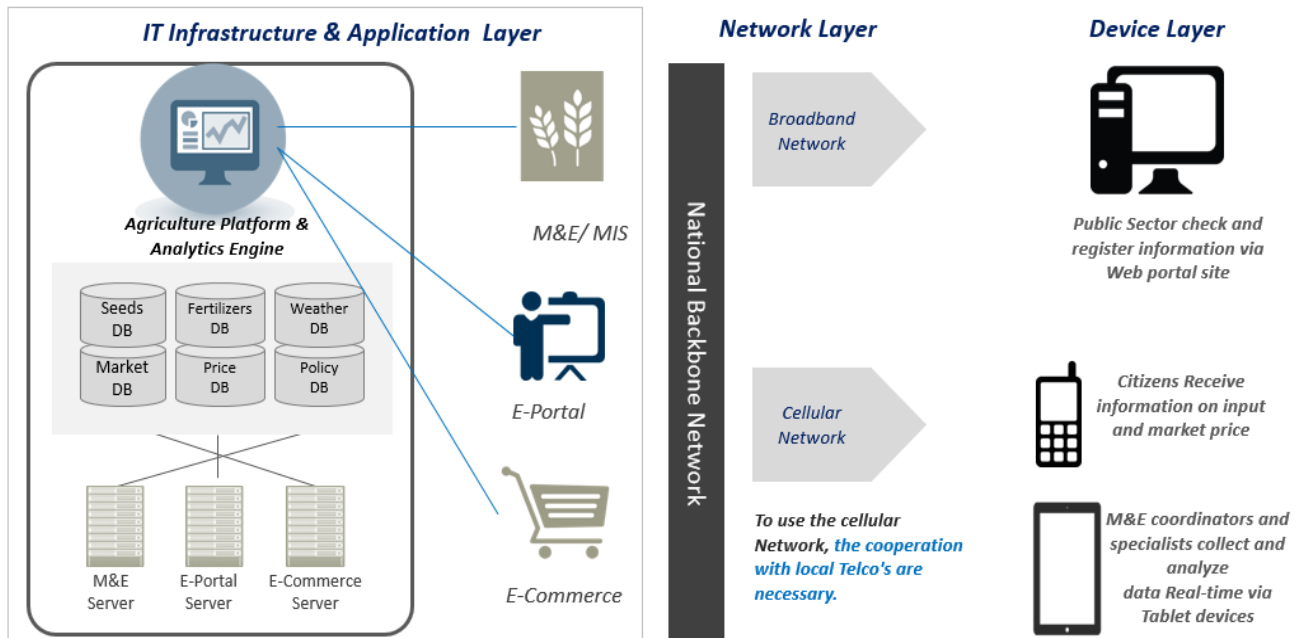 IT Infrastructure & Application Layer
Agriculture Platform &
Analytics Engine
Seeds
DB
Fertilizers
DB
Weather
DB
Market
DB
Price
DB
Policy
DB
M&E
Server
E-Portal
Server
E-Commerce
Server
M&E/ MIS
E-Portal
E-Commerce
Network Layer
National Backbone Network
Broadband
Network
Cellular
Network
To use the cellular
Network, the cooperation
with local Telco's are
necessary.
Device Layer
Public Sector check and
register information via
Web portal site
Citizens Receive
information on input
and market price
M&E coordinators and
specialists collect and
analyze
data Real-time via
Tablet devices